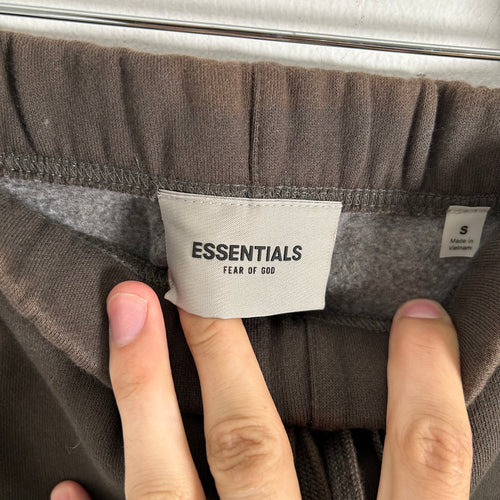 ESSENTIALS
FEAR OF GOD
S
Made in
Vietnam